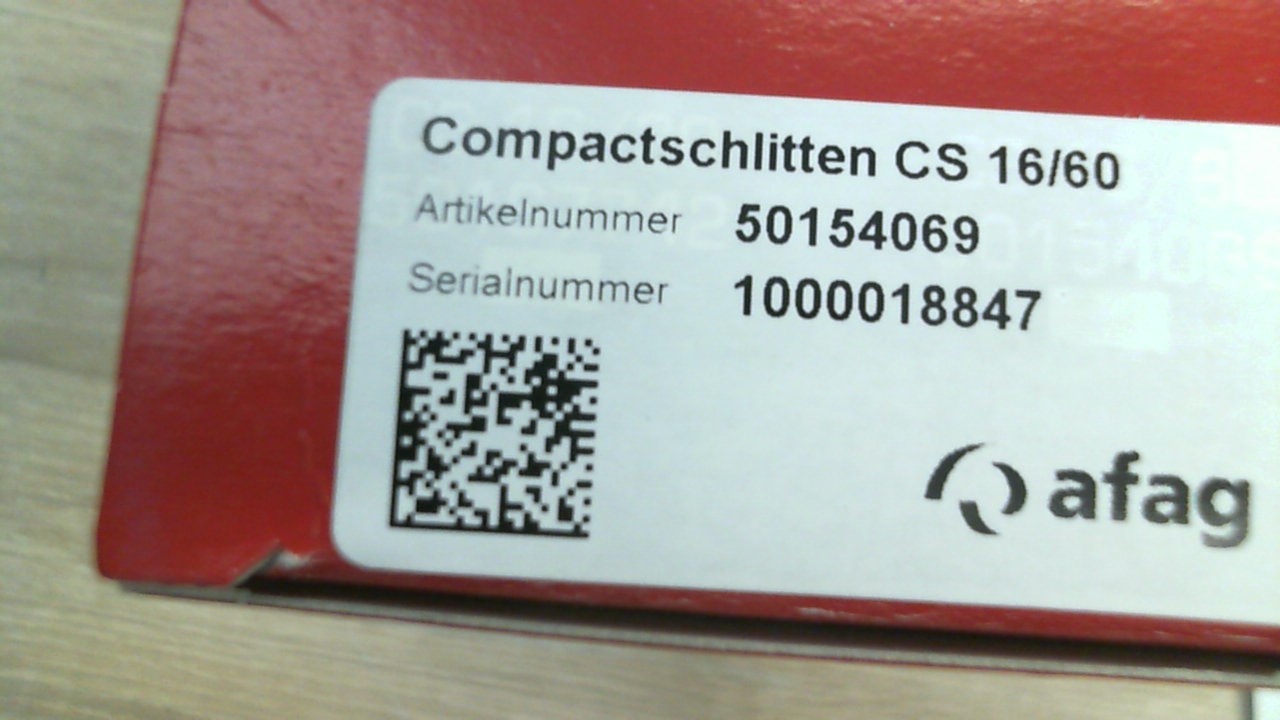 Compactschlitten CS 16/60
Artikelnummer 50154069
Serialnummer 1000018847
afag